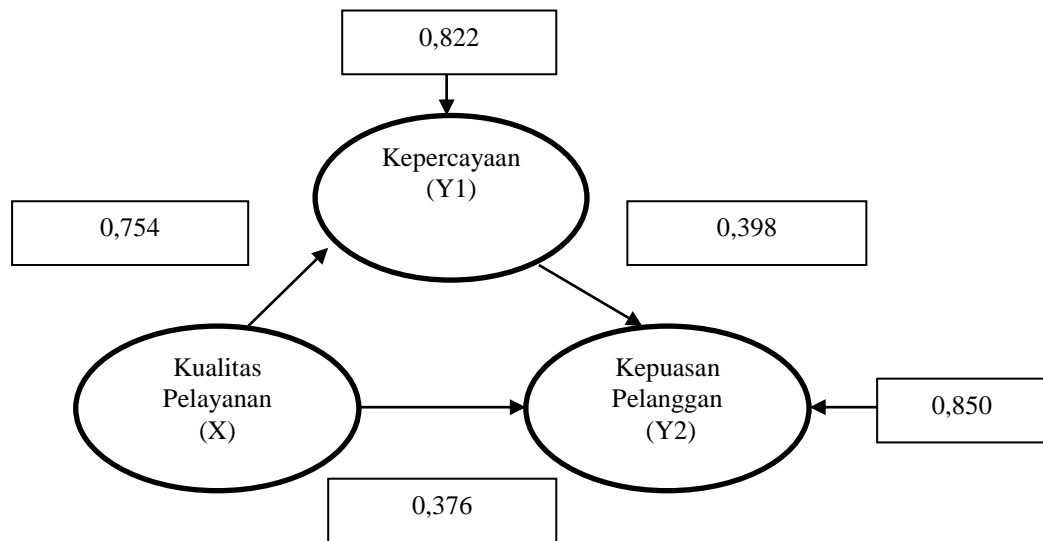 0,822
Kepercayaan
(Y1)
0,754
0,398
Kualitas
Pelayanan
(X)
Kepuasan
Pelanggan
(Y2)
0,850
0,376